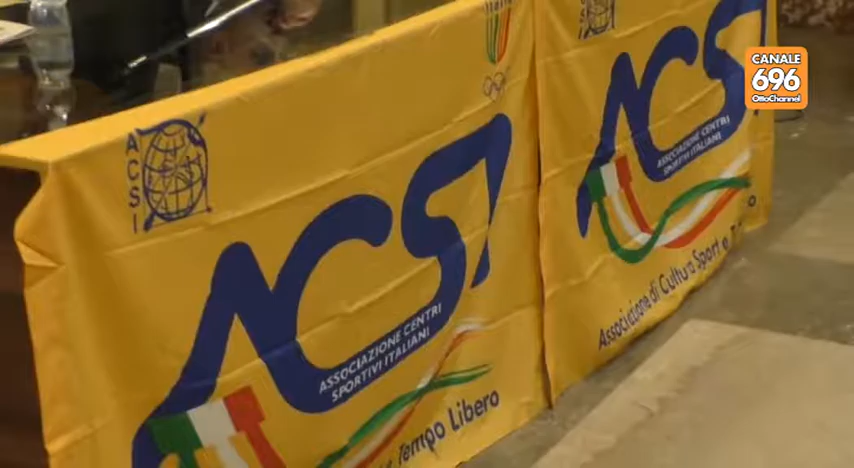 CANALE
696
OttoChannel
Italia
ACSI
ACSI
ASSOCIAZIONE CENTRI
SPORTIVI ITALIANI
e Tempo Libero
ACSI
ASSOCIAZIONE CENTRI
SPORTIVI ITALIANI
Associazione di Cultura Sport e T